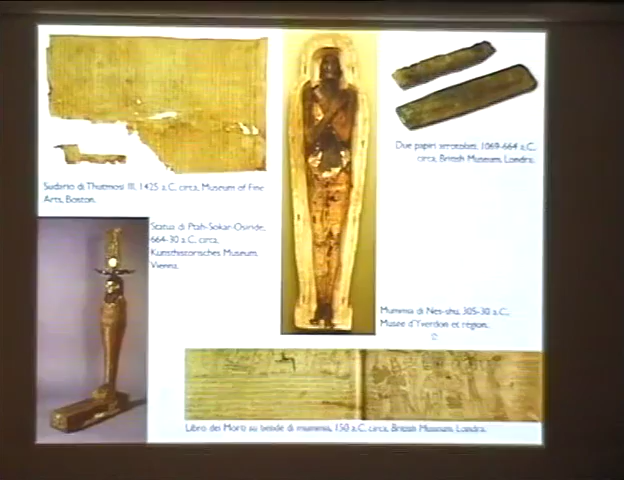 Sudario di Thutmosi III, 1425 a.C. circa, Museum of Fine
Arts, Boston.
Due papiri arrotolati, 1069-664 a.C.
circa, British Museum, Londra.
Statua di Ptah-Sokar-Osiride,
664-30 a.C. circa,
Kunsthistorisches Museum,
Vienna.
Mummia di Nes-shu, 305-30 a.C.,
Musée d'Yverdon et région.
Libro dei Morti su bende di mummia, 150 a.C. circa, British Museum, Londra.